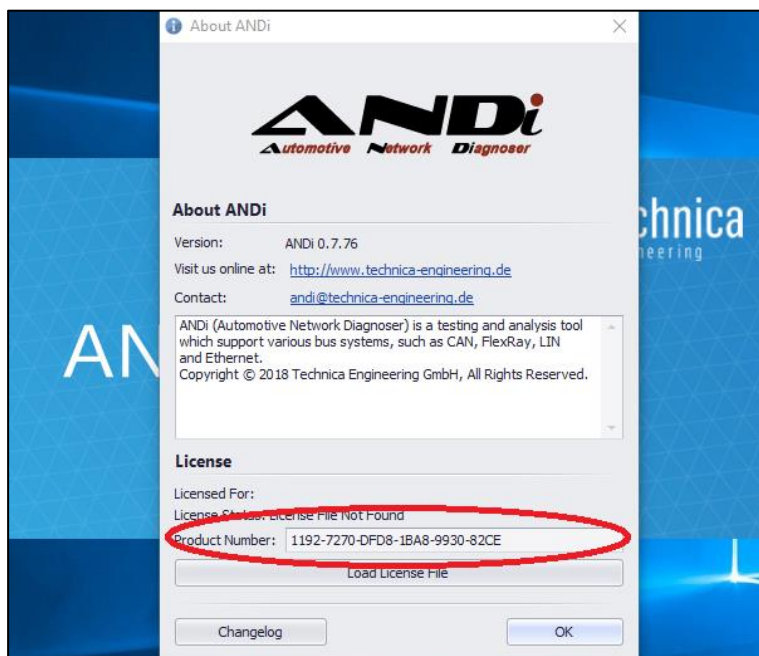 About ANDi
ANDi
Automotive Network Diagnoser
About ANDi
Version: ANDi 0.7.76
Visit us online at: http://www.technica-engineering.de
Contact: andi@technica-engineering.de
ANDi (Automotive Network Diagnoser) is a testing and analysis tool
which support various bus systems, such as CAN, FlexRay, LIN
and Ethernet.
Copyright © 2018 Technica Engineering GmbH, All Rights Reserved.
License
Licensed For:
License Status: License File Not Found
Product Number: 1192-7270-DFD8-1BA8-9930-82CE
Load License File
Changelog OK
AN
chnica
neering